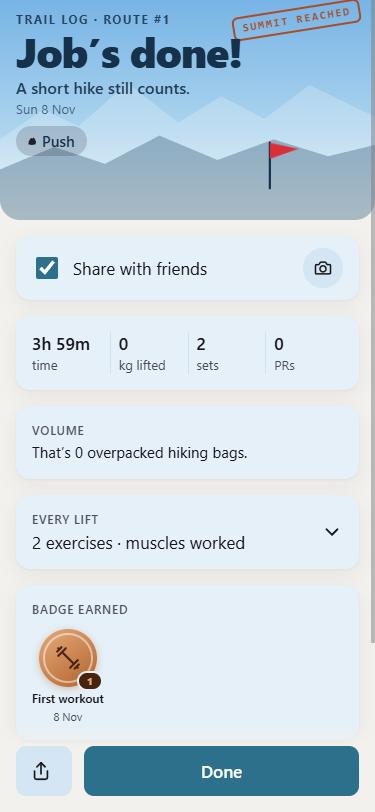 TRAIL LOG · ROUTE #1
SUMMIT REACHED
Job's done!
A short hike still counts.
Sun 8 Nov
Push
Share with friends
3h 59m
time
0
kg lifted
2
sets
0
PRs
VOLUME
That's 0 overpacked hiking bags.
EVERY LIFT
2 exercises · muscles worked
BADGE EARNED
1
First workout
8 Nov
Done